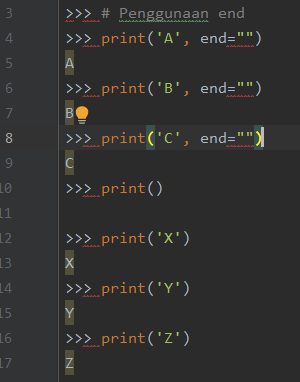 3 >>> # Penggunaan end
4 >>> print('A', end="")
5 A
6 >>> print('B', end="")
7 B
8 >>> print('C', end="")
9 C
10 >>> print()
11
12 >>> print('X')
13 X
14 >>> print('Y')
15 Y
16 >>> print('Z')
17 Z